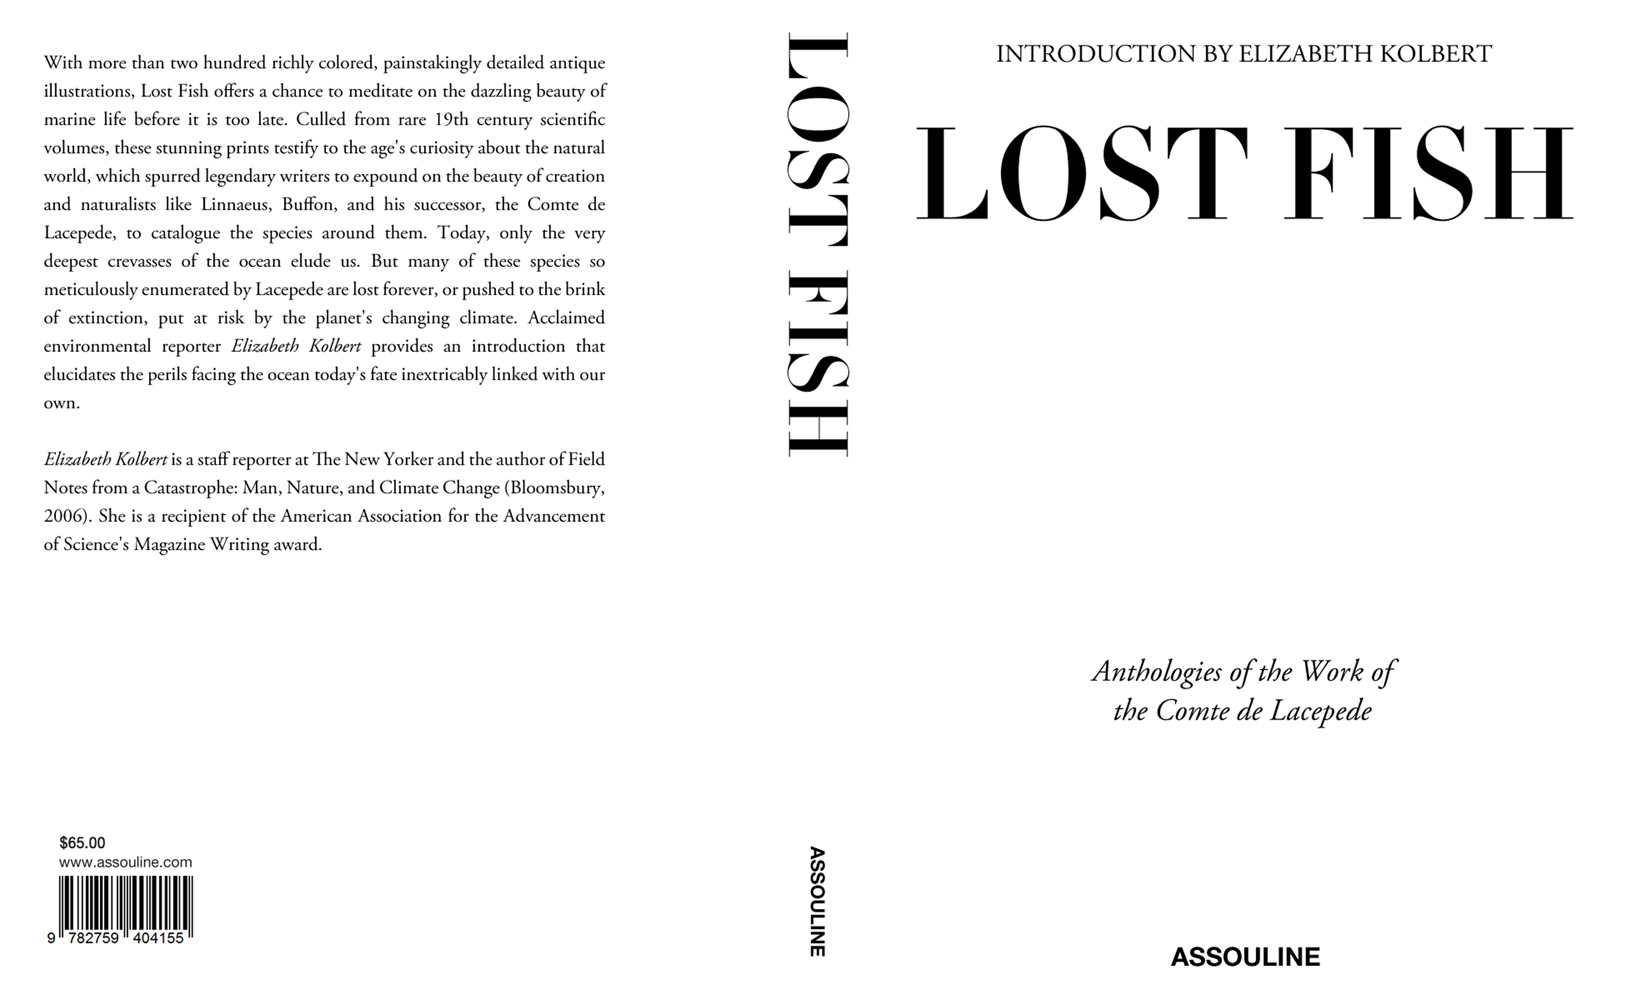 With more than two hundred richly colored, painstakingly detailed antique
illustrations, Lost Fish offers a chance to meditate on the dazzling beauty of
marine life before it is too late. Culled from rare 19th century scientific
volumes, these stunning prints testify to the age's curiosity about the natural
world, which spurred legendary writers to expound on the beauty of creation
and naturalists like Linnaeus, Buffon, and his successor, the Comte de
Lacepede, to catalogue the species around them. Today, only the very
deepest crevasses of the ocean elude us. But many of these species so
meticulously enumerated by Lacepede are lost forever, or pushed to the brink
of extinction, put at risk by the planet's changing climate. Acclaimed
environmental reporter Elizabeth Kolbert provides an introduction that
elucidates the perils facing the ocean today's fate inextricably linked with our
own.
Elizabeth Kolbert is a staff reporter at The New Yorker and the author of Field
Notes from a Catastrophe: Man, Nature, and Climate Change (Bloomsbury,
2006). She is a recipient of the American Association for the Advancement
of Science's Magazine Writing award.
$65.00
www.assouline.com
9 782759 404155
LOST FISH
ASSOULINE
INTRODUCTION BY ELIZABETH KOLBERT
LOST FISH
Anthologies of the Work of
the Comte de Lacepede
ASSOULINE